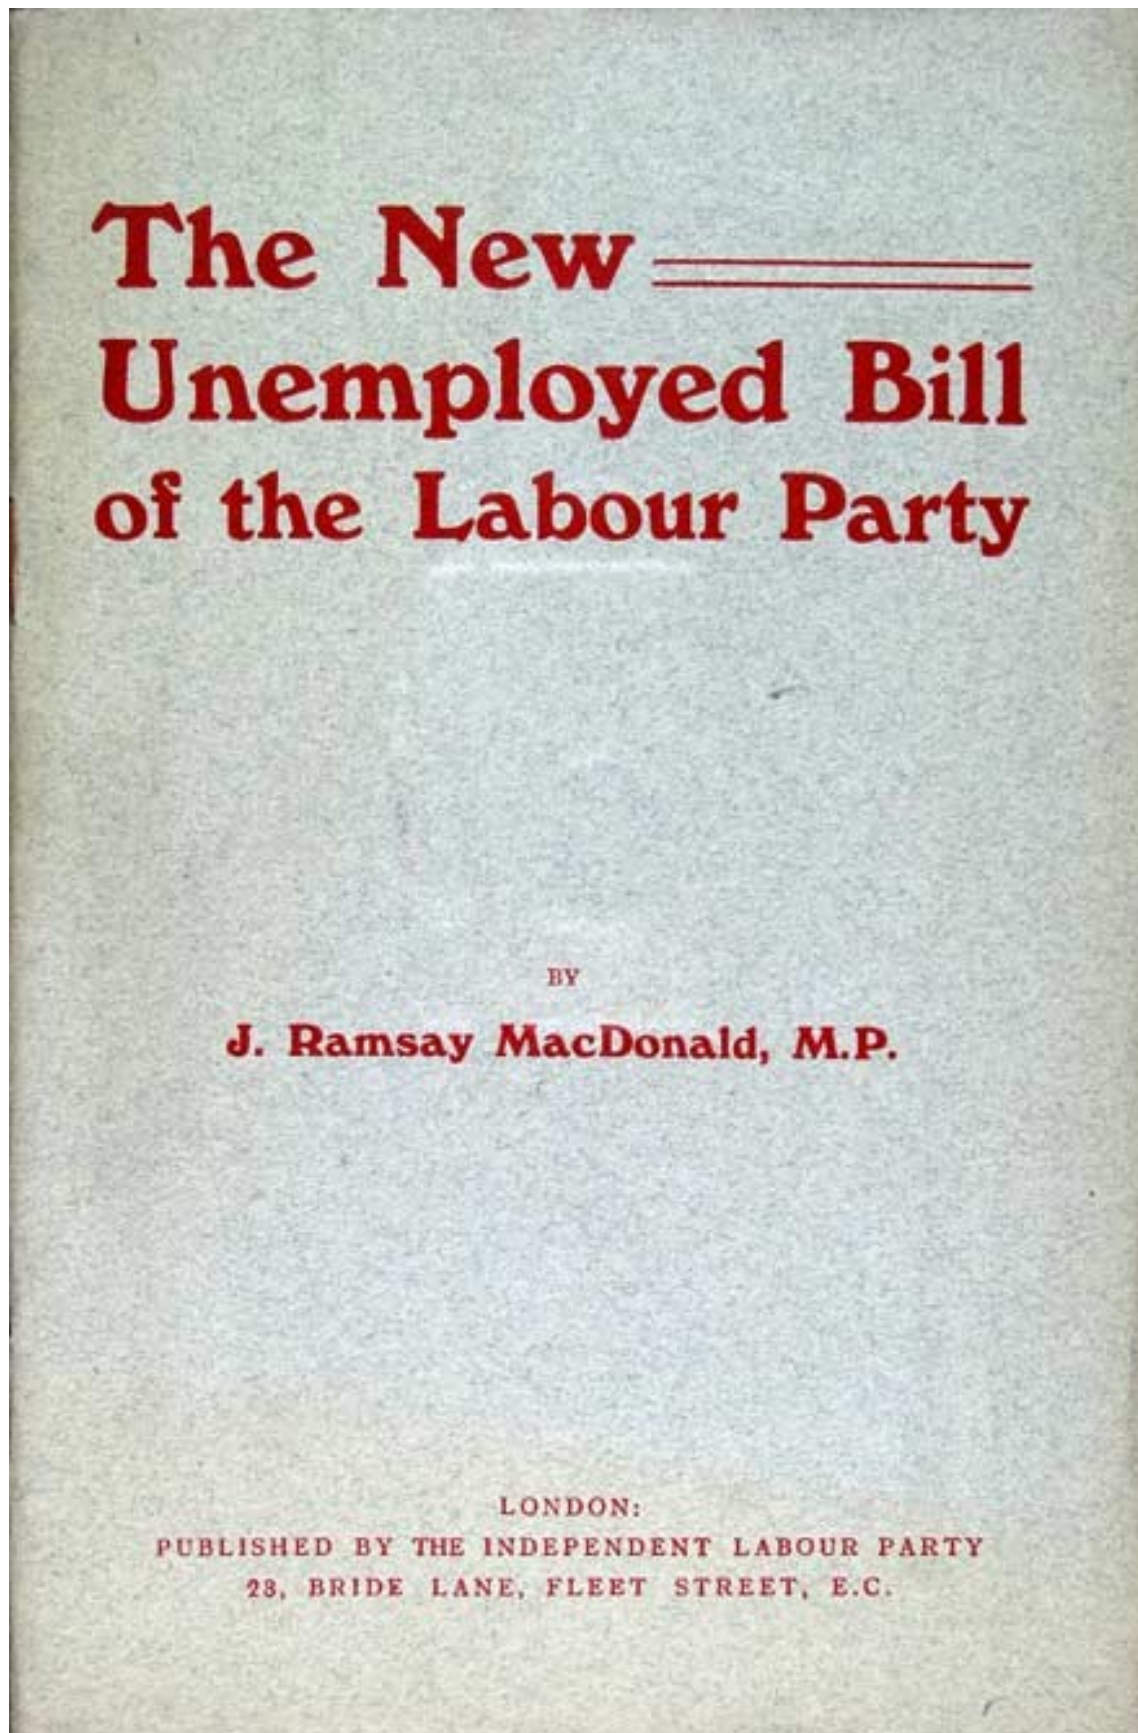 The New
Unemployed Bill
of the Labour Party
BY
J. Ramsay MacDonald, M.P.
LONDON:
PUBLISHED BY THE INDEPENDENT LABOUR PARTY
23, BRIDE LANE, FLEET STREET, E.C.